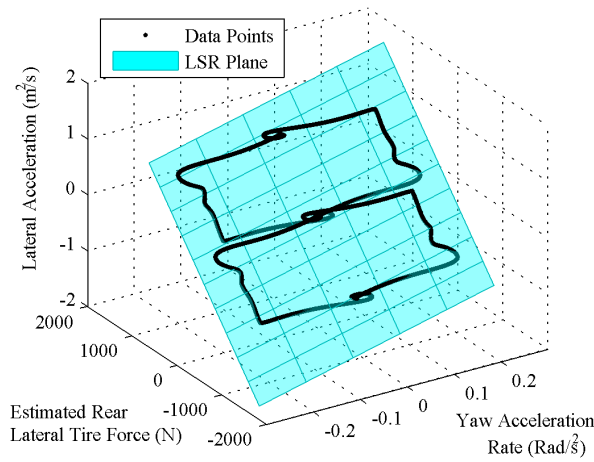 Data Points
LSR Plane
Lateral Acceleration (m²/s)
2
1
0
-1
-2
2000
1000
0
-1000
-2000
Estimated Rear
Lateral Tire Force (N)
-0.2
-0.1
0
0.1
0.2
Yaw Acceleration
Rate (Rad/s²)